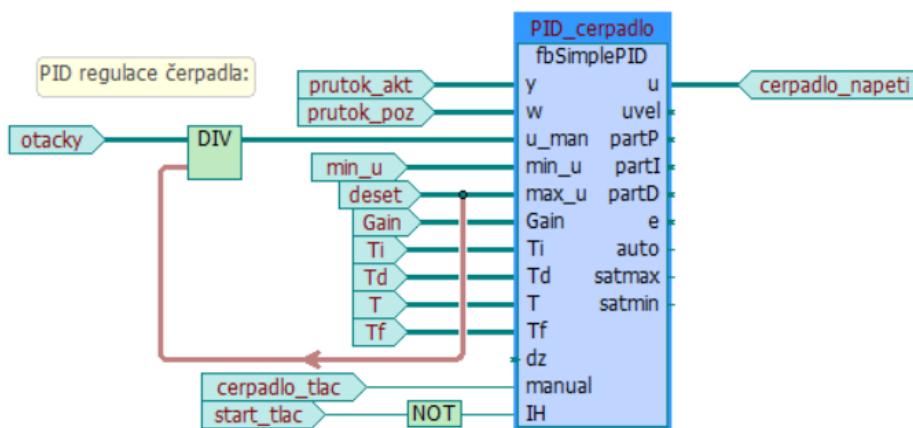 PID_cerpadlo
fbSimplePID
PID regulace čerpadla:
prutok_akt
y
u
cerpadlo_napeti
prutok_poz
w
uvel
otacky
DIV
u_man
partP
min_u
min_u
partI
deset
max_u
partD
Gain
Gain
e
Ti
Ti
auto
Td
Td
satmax
T
T
satmin
Tf
Tf
dz
cerpadlo_tlac
manual
start_tlac
NOT
IH